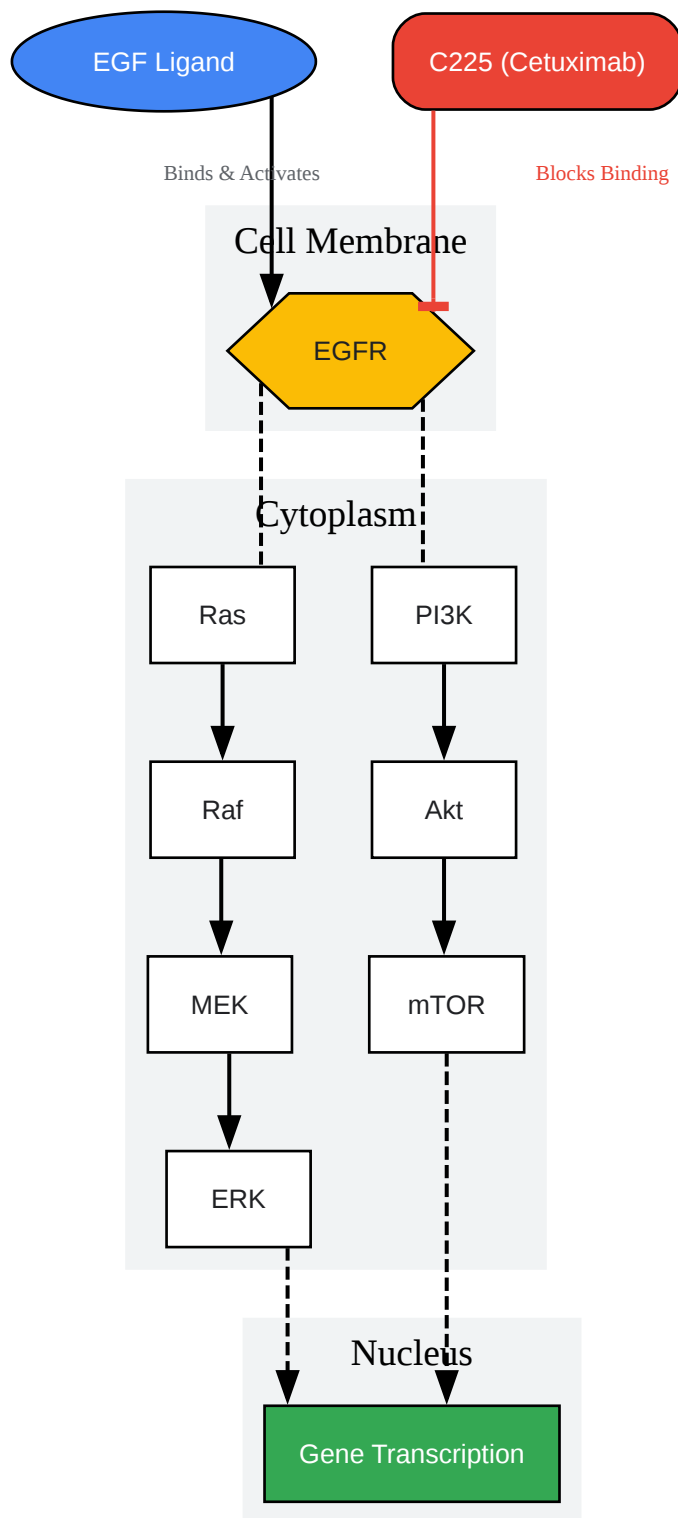 EGF Ligand
C225 (Cetuximab)
Binds & Activates
Blocks Binding
Cell Membrane
EGFR
Cytoplasm
Ras
PI3K
Raf
Akt
MEK
mTOR
ERK
Nucleus
Gene Transcription